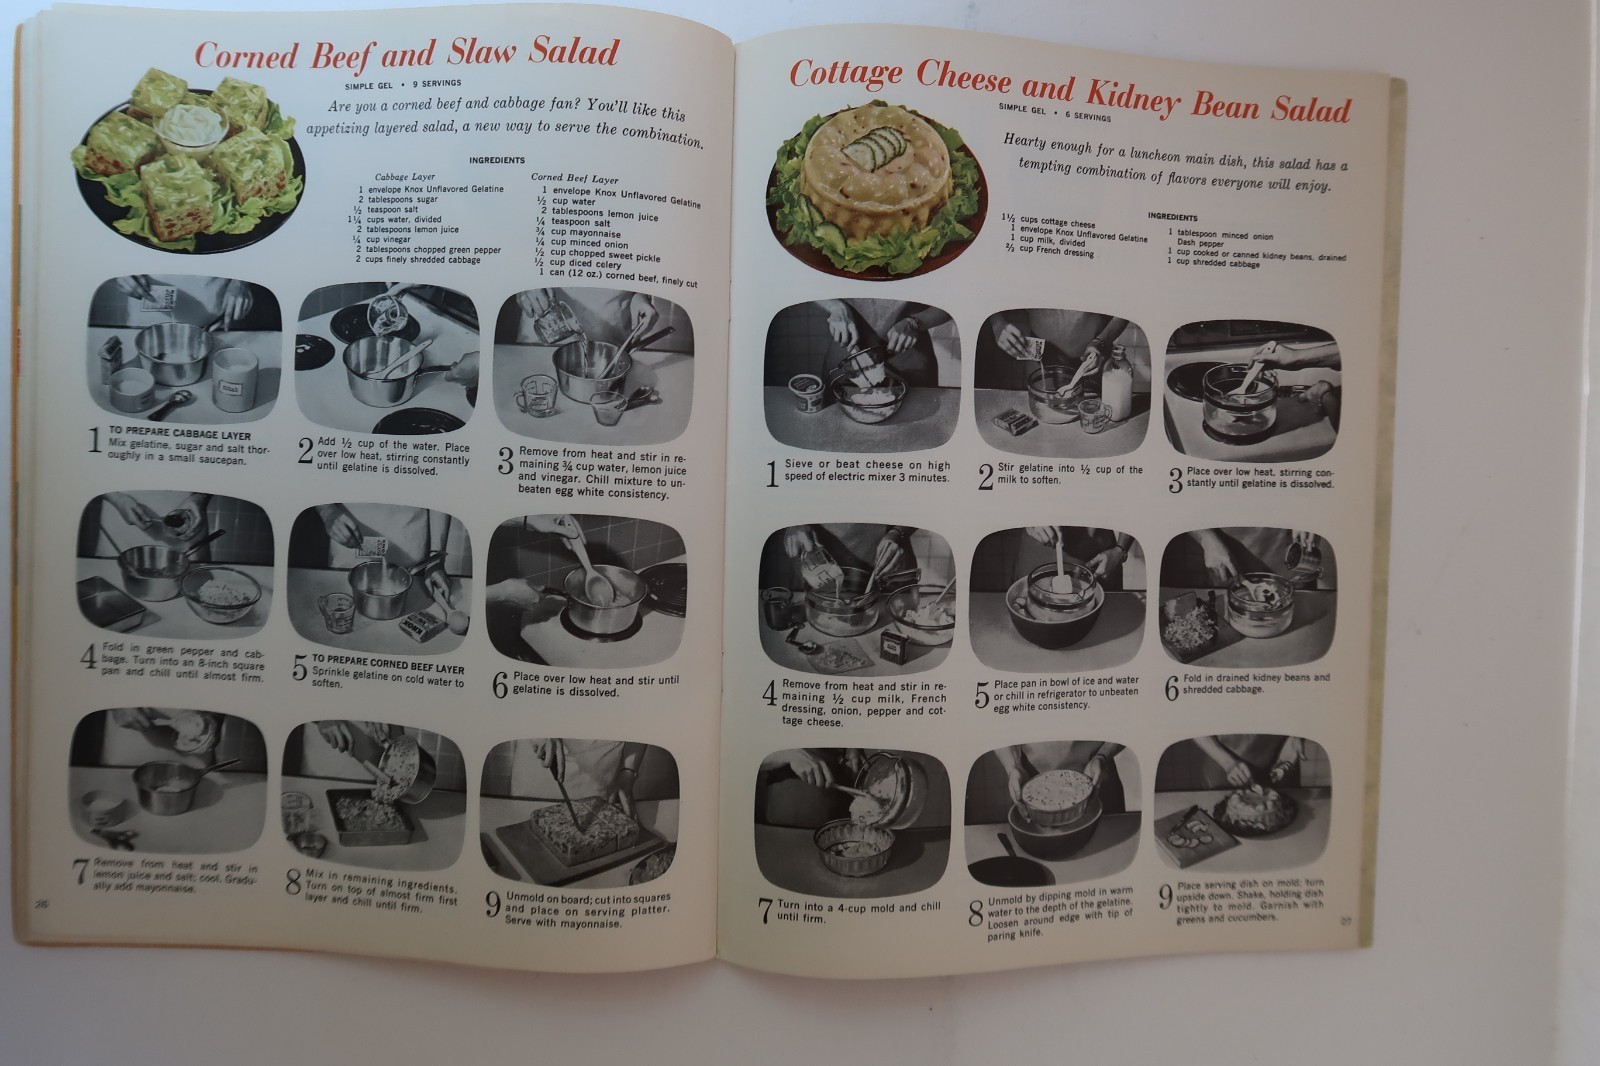 Corned Beef and Slaw Salad
SIMPLE GEL • 9 SERVINGS
Are you a corned beef and cabbage fan? You'll like this
appetizing layered salad, a new way to serve the combination.
INGREDIENTS
Cabbage Layer
1 envelope Knox Unflavored Gelatine
2 tablespoons sugar
½ teaspoon salt
1¼ cups water, divided
2 tablespoons lemon juice
¼ cup vinegar
2 tablespoons chopped green pepper
2 cups finely shredded cabbage
Corned Beef Layer
1 envelope Knox Unflavored Gelatine
½ cup water
2 tablespoons lemon juice
¼ teaspoon salt
¾ cup mayonnaise
¼ cup minced onion
½ cup chopped sweet pickle
½ cup diced celery
1 can (12 oz.) corned beef, finely cut
1 TO PREPARE CABBAGE LAYER
Mix gelatine, sugar and salt thor-
oughly in a small saucepan.
2 Add ½ cup of the water. Place
over low heat, stirring constantly
until gelatine is dissolved.
3 Remove from heat and stir in re-
maining ¾ cup water, lemon juice
and vinegar. Chill mixture to un-
beaten egg white consistency.
4 Fold in green pepper and cab-
bage. Turn into an 8-inch square
pan and chill until almost firm.
KNOX
5 TO PREPARE CORNED BEEF LAYER
Sprinkle gelatine on cold water to
soften.
6 Place over low heat and stir until
gelatine is dissolved.
7 Remove from heat and stir in
lemon juice and salt; cool. Gradu-
ally add mayonnaise.
8 Mix in remaining ingredients.
Turn on top of almost firm first
layer and chill until firm.
9 Unmold on board; cut into squares
and place on serving platter.
Serve with mayonnaise.
26
Cottage Cheese and Kidney Bean Salad
SIMPLE GEL • 6 SERVINGS
Hearty enough for a luncheon main dish, this salad has a
tempting combination of flavors everyone will enjoy.
INGREDIENTS
1½ cups cottage cheese
1 envelope Knox Unflavored Gelatine
1 cup milk, divided
⅔ cup French dressing
1 tablespoon minced onion
Dash pepper
1 cup cooked or canned kidney beans, drained
1 cup shredded cabbage
1 Sieve or beat cheese on high
speed of electric mixer 3 minutes.
2 Stir gelatine into ½ cup of the
milk to soften.
3 Place over low heat, stirring con-
stantly until gelatine is dissolved.
4 Remove from heat and stir in re-
maining ½ cup milk, French
dressing, onion, pepper and cot-
tage cheese.
5 Place pan in bowl of ice and water
or chill in refrigerator to unbeaten
egg white consistency.
6 Fold in drained kidney beans and
shredded cabbage.
7 Turn into a 4-cup mold and chill
until firm.
8 Unmold by dipping mold in warm
water to the depth of the gelatine.
Loosen around edge with tip of
paring knife.
9 Place serving dish on mold; turn
upside down. Shake, holding dish
tightly to mold. Garnish with
greens and cucumbers.
27